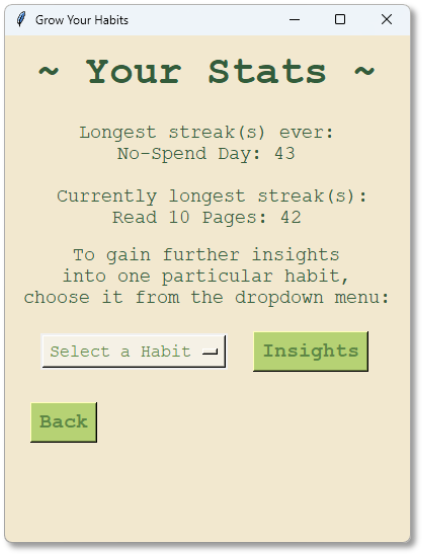 Grow Your Habits
~ Your Stats ~
Longest streak(s) ever:
No-Spend Day: 43
Currently longest streak(s):
Read 10 Pages: 42
To gain further insights
into one particular habit,
choose it from the dropdown menu:
Select a Habit
Insights
Back